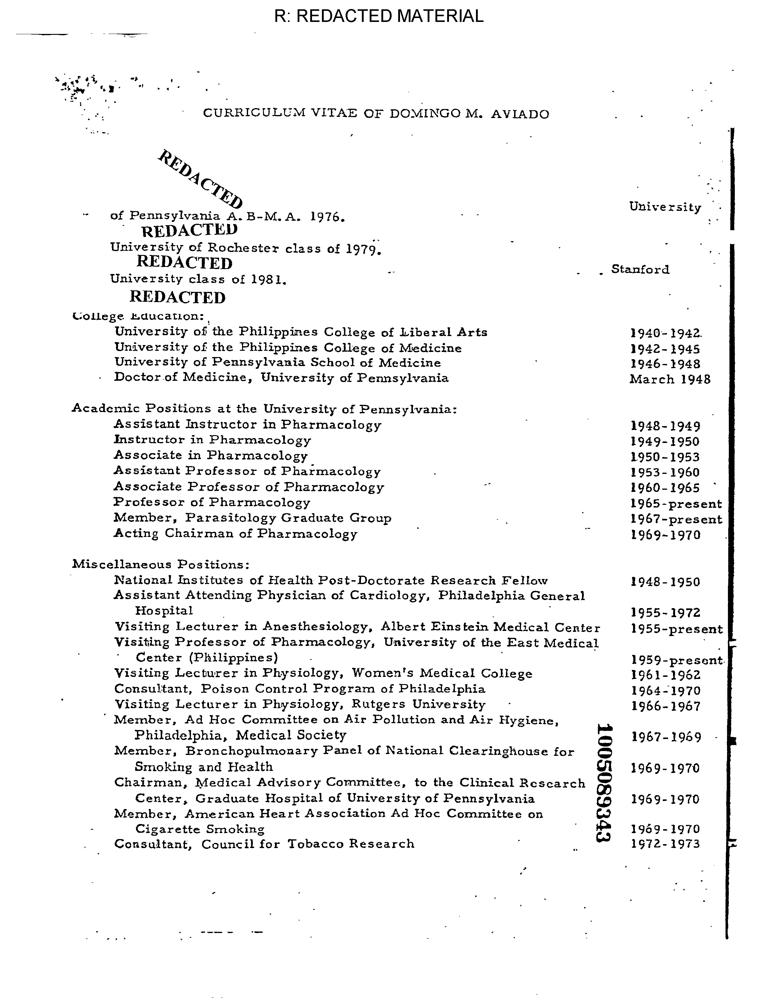 R: REDACTED MATERIAL
CURRICULUM VITAE OF DOMINGO M. AVIADO
REDACTED
University
of Pennsylvania A. B-M. A. 1976.
REDACTED
University of Rochester class of 1979.
REDACTED
Stanford
University class of 1981.
REDACTED
College Education:
University of the Philippines College of Liberal Arts 1940-1942
University of the Philippines College of Medicine 1942-1945
University of Pennsylvania School of Medicine 1946-1948
Doctor of Medicine, University of Pennsylvania March 1948
Academic Positions at the University of Pennsylvania:
Assistant Instructor in Pharmacology 1948-1949
Instructor in Pharmacology 1949-1950
Associate in Pharmacology 1950-1953
Assistant Professor of Pharmacology 1953-1960
Associate Professor of Pharmacology 1960-1965
Professor of Pharmacology 1965-present
Member, Parasitology Graduate Group 1967-present
Acting Chairman of Pharmacology 1969-1970
Miscellaneous Positions:
National Institutes of Health Post-Doctorate Research Fellow 1948-1950
Assistant Attending Physician of Cardiology, Philadelphia General
Hospital 1955-1972
Visiting Lecturer in Anesthesiology, Albert Einstein Medical Center 1955-present
Visiting Professor of Pharmacology, University of the East Medical
Center (Philippines) 1959-present
Visiting Lecturer in Physiology, Women's Medical College 1961-1962
Consultant, Poison Control Program of Philadelphia 1964-1970
Visiting Lecturer in Physiology, Rutgers University 1966-1967
Member, Ad Hoc Committee on Air Pollution and Air Hygiene,
Philadelphia, Medical Society 1967-1969
Member, Bronchopulmonary Panel of National Clearinghouse for
Smoking and Health 1969-1970
Chairman, Medical Advisory Committee, to the Clinical Research
Center, Graduate Hospital of University of Pennsylvania 1969-1970
Member, American Heart Association Ad Hoc Committee on
Cigarette Smoking 1969-1970
Consultant, Council for Tobacco Research 1972-1973
1005089343